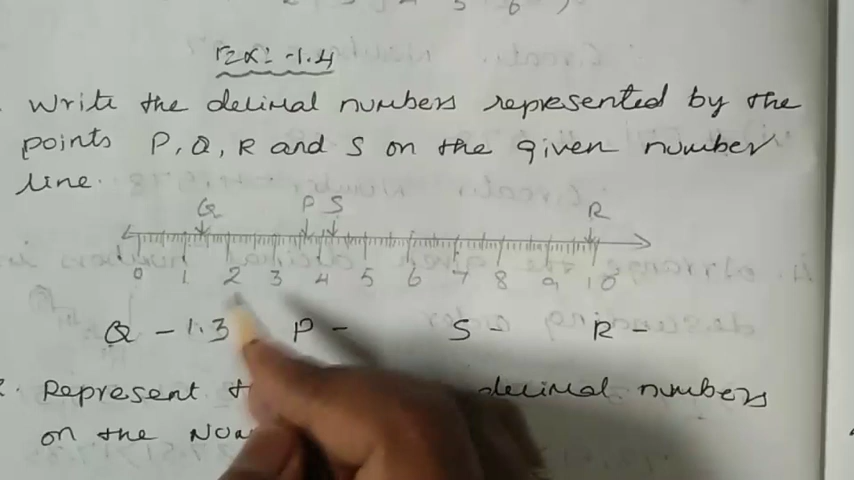 Ex: -1.4
Write the decimal numbers represented by the
points P, Q, R and S on the given number
line.
Q P S R
0 1 2 3 4 5 6 7 8 9 10
Q - 1.3 P - S - R -
2. Represent decimal numbers
on the